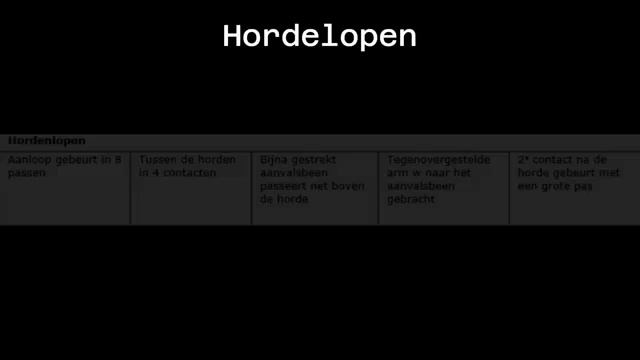 Hordelopen
Hordenlopen
Aanloop gebeurt in 8
passen
Tussen de horden
in 4 contacten
Bijna gestrekt
aanvalsbeen
passeert net boven
de horde
Tegenovergestelde
arm w naar het
aanvalsbeen
gebracht
2ᵉ contact na de
horde gebeurt met
een grote pas